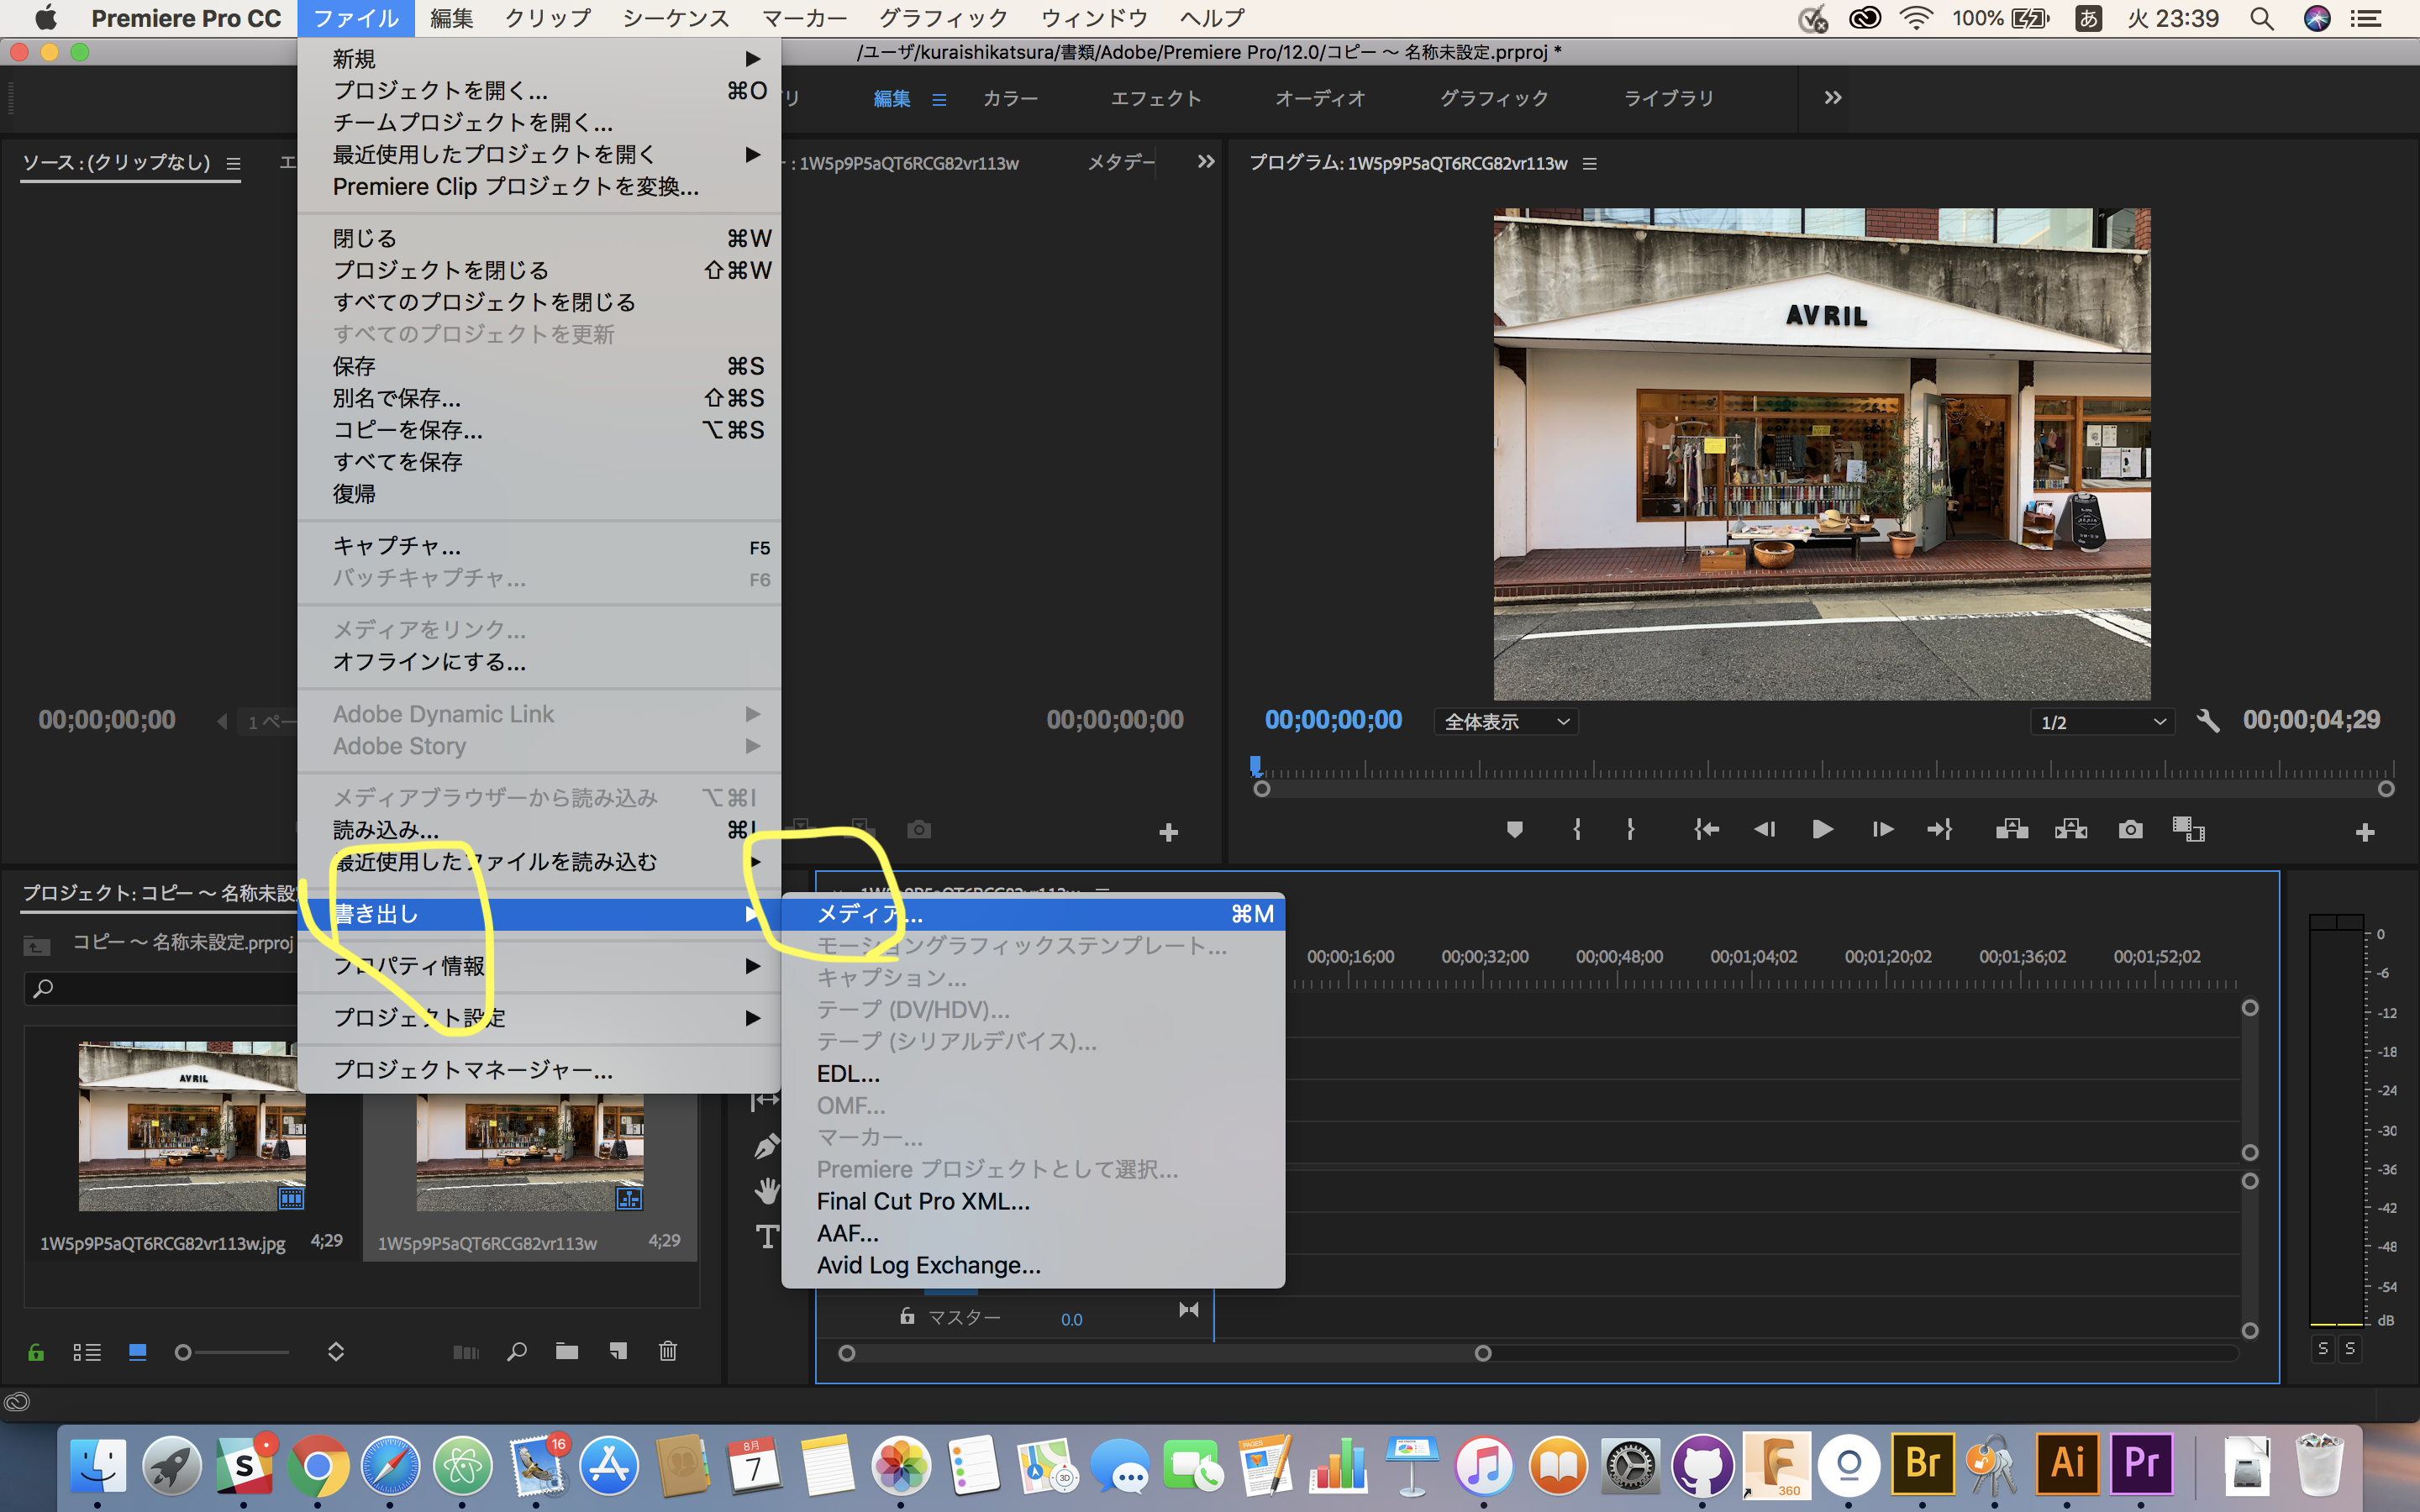 Premiere Pro CC ファイル 編集 クリップ シーケンス マーカー グラフィック ウィンドウ ヘルプ 100% あ 火 23:39
/ユーザ/kuraishikatsura/書類/Adobe/Premiere Pro/12.0/コピー ~ 名称未設定.prproj *
新規
プロジェクトを開く... ⌘O
チームプロジェクトを開く...
最近使用したプロジェクトを開く
Premiere Clip プロジェクトを変換...
閉じる ⌘W
プロジェクトを閉じる ⇧⌘W
すべてのプロジェクトを閉じる
すべてのプロジェクトを更新
保存 ⌘S
別名で保存... ⇧⌘S
コピーを保存... ⌥⌘S
すべてを保存
復帰
キャプチャ... F5
バッチキャプチャ... F6
メディアをリンク...
オフラインにする...
Adobe Dynamic Link
Adobe Story
メディアブラウザーから読み込み ⌥⌘I
読み込み... ⌘I
最近使用したファイルを読み込む
書き出し
プロパティ情報
プロジェクト設定
プロジェクトマネージャー...
メディア... ⌘M
モーショングラフィックステンプレート...
キャプション...
テープ (DV/HDV)...
テープ (シリアルデバイス)...
EDL...
OMF...
マーカー...
Premiere プロジェクトとして選択...
Final Cut Pro XML...
AAF...
Avid Log Exchange...
リ 編集 カラー エフェクト オーディオ グラフィック ライブラリ
ソース : (クリップなし) エ : 1W5p9P5aQT6RCG82vr113w メタデー
プログラム: 1W5p9P5aQT6RCG82vr113w
AVRIL
00;00;00;00 1 ペー 00;00;00;00
00;00;00;00 全体表示 1/2 00;00;04;29
プロジェクト: コピー ~ 名称未設
コピー ~ 名称未設定.prproj
AVRIL
1W5p9P5aQT6RCG82vr113w.jpg 4;29
1W5p9P5aQT6RCG82vr113w 4;29
1W5p9P5aQT6RCG82vr113w
00;00;16;00 00;00;32;00 00;00;48;00 00;01;04;02 00;01;20;02 00;01;36;02 00;01;52;02
マスター 0.0
0
-6
-12
-18
-24
-30
-36
-42
-48
-54
dB
S S
S 16 8月 7 3D PAGES 360 Br Ai Pr